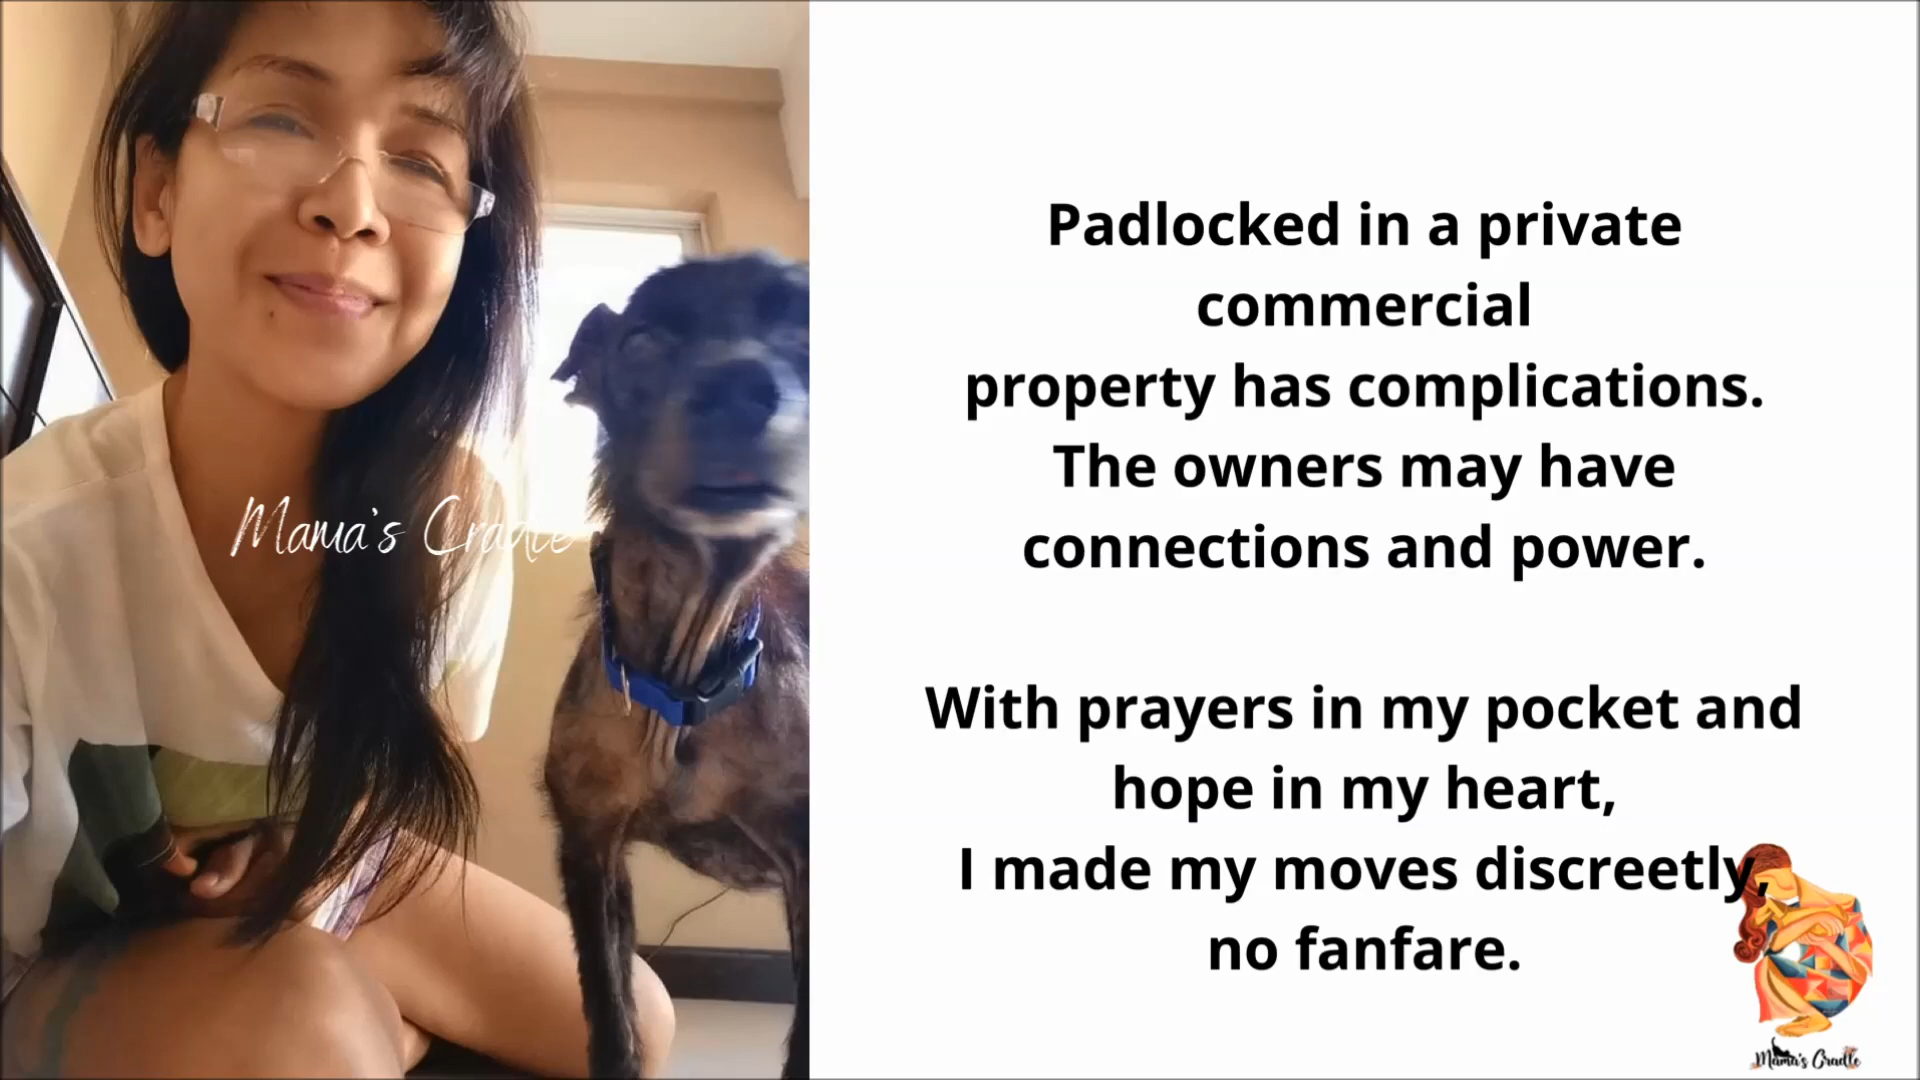 Padlocked in a private
commercial
property has complications.
The owners may have
connections and power.
With prayers in my pocket and
hope in my heart,
I made my moves discreetly,
no fanfare.
Mama's Cradle
Mama's Cradle